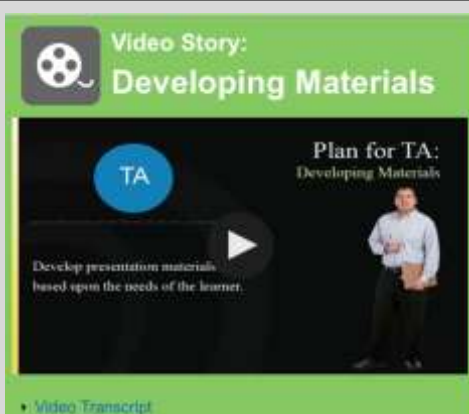 Video Story:
Developing Materials
TA
Plan for TA:
Developing Materials
Develop presentation materials
based upon the needs of the learner.
Video Transcript